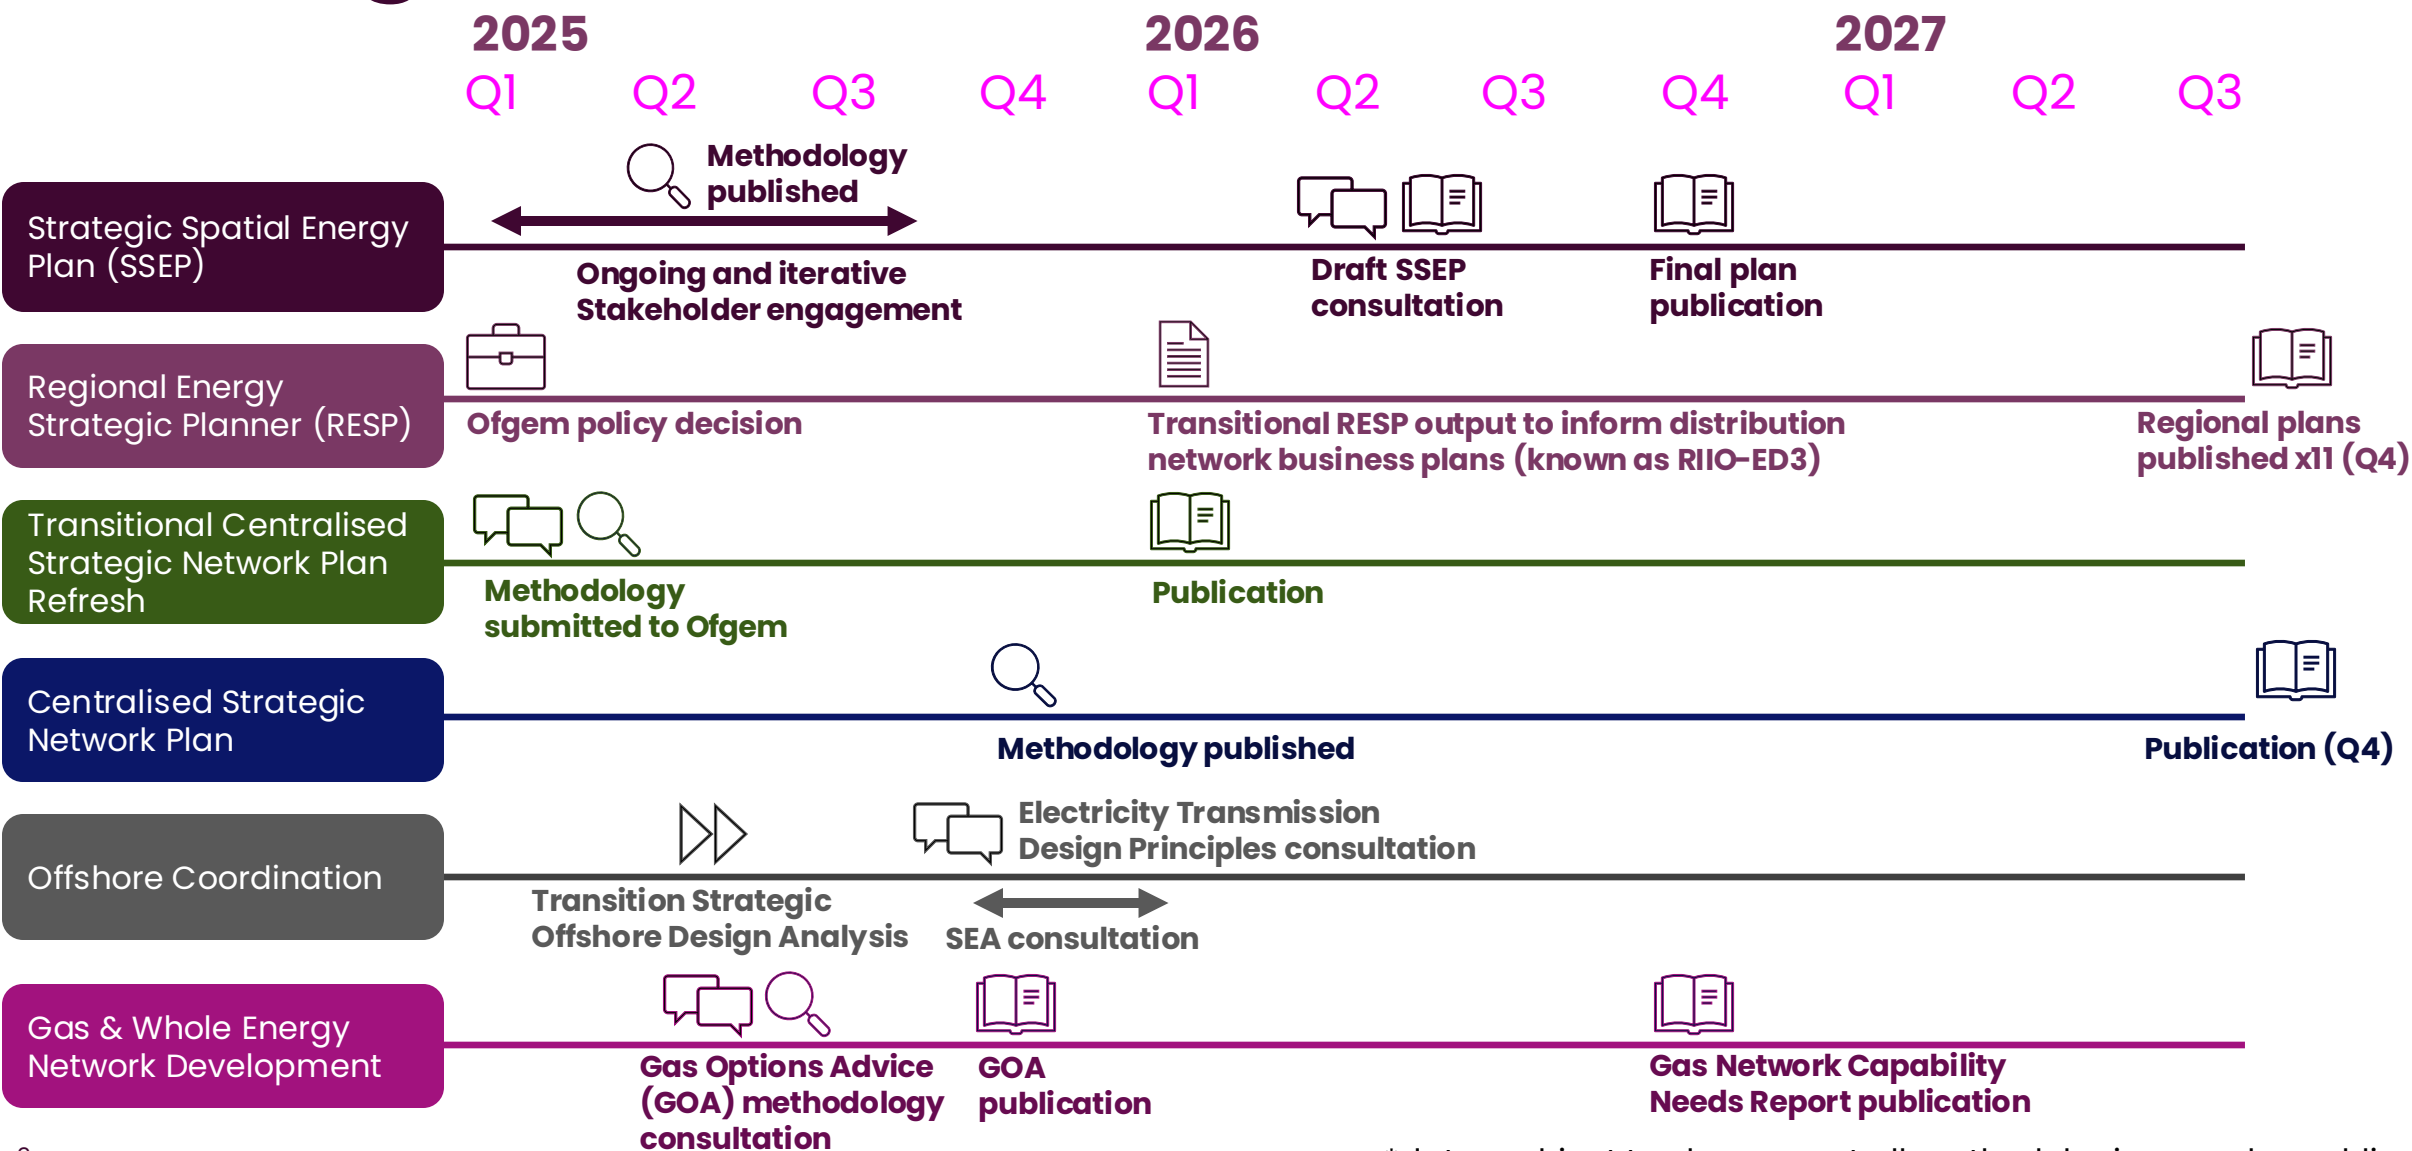 2025 2026 2027
Q1 Q2 Q3 Q4 Q1 Q2 Q3 Q4 Q1 Q2 Q3
Strategic Spatial Energy
Plan (SSEP)
Methodology
published
Ongoing and iterative
Stakeholder engagement
Draft SSEP
consultation
Final plan
publication
Regional Energy
Strategic Planner (RESP)
Ofgem policy decision
Transitional RESP output to inform distribution
network business plans (known as RIIO-ED3)
Regional plans
published x11 (Q4)
Transitional Centralised
Strategic Network Plan
Refresh
Methodology
submitted to Ofgem
Publication
Centralised Strategic
Network Plan
Methodology published
Publication (Q4)
Offshore Coordination
Transition Strategic
Offshore Design Analysis
Electricity Transmission
Design Principles consultation
SEA consultation
Gas & Whole Energy
Network Development
Gas Options Advice
(GOA) methodology
consultation
GOA
publication
Gas Network Capability
Needs Report publication